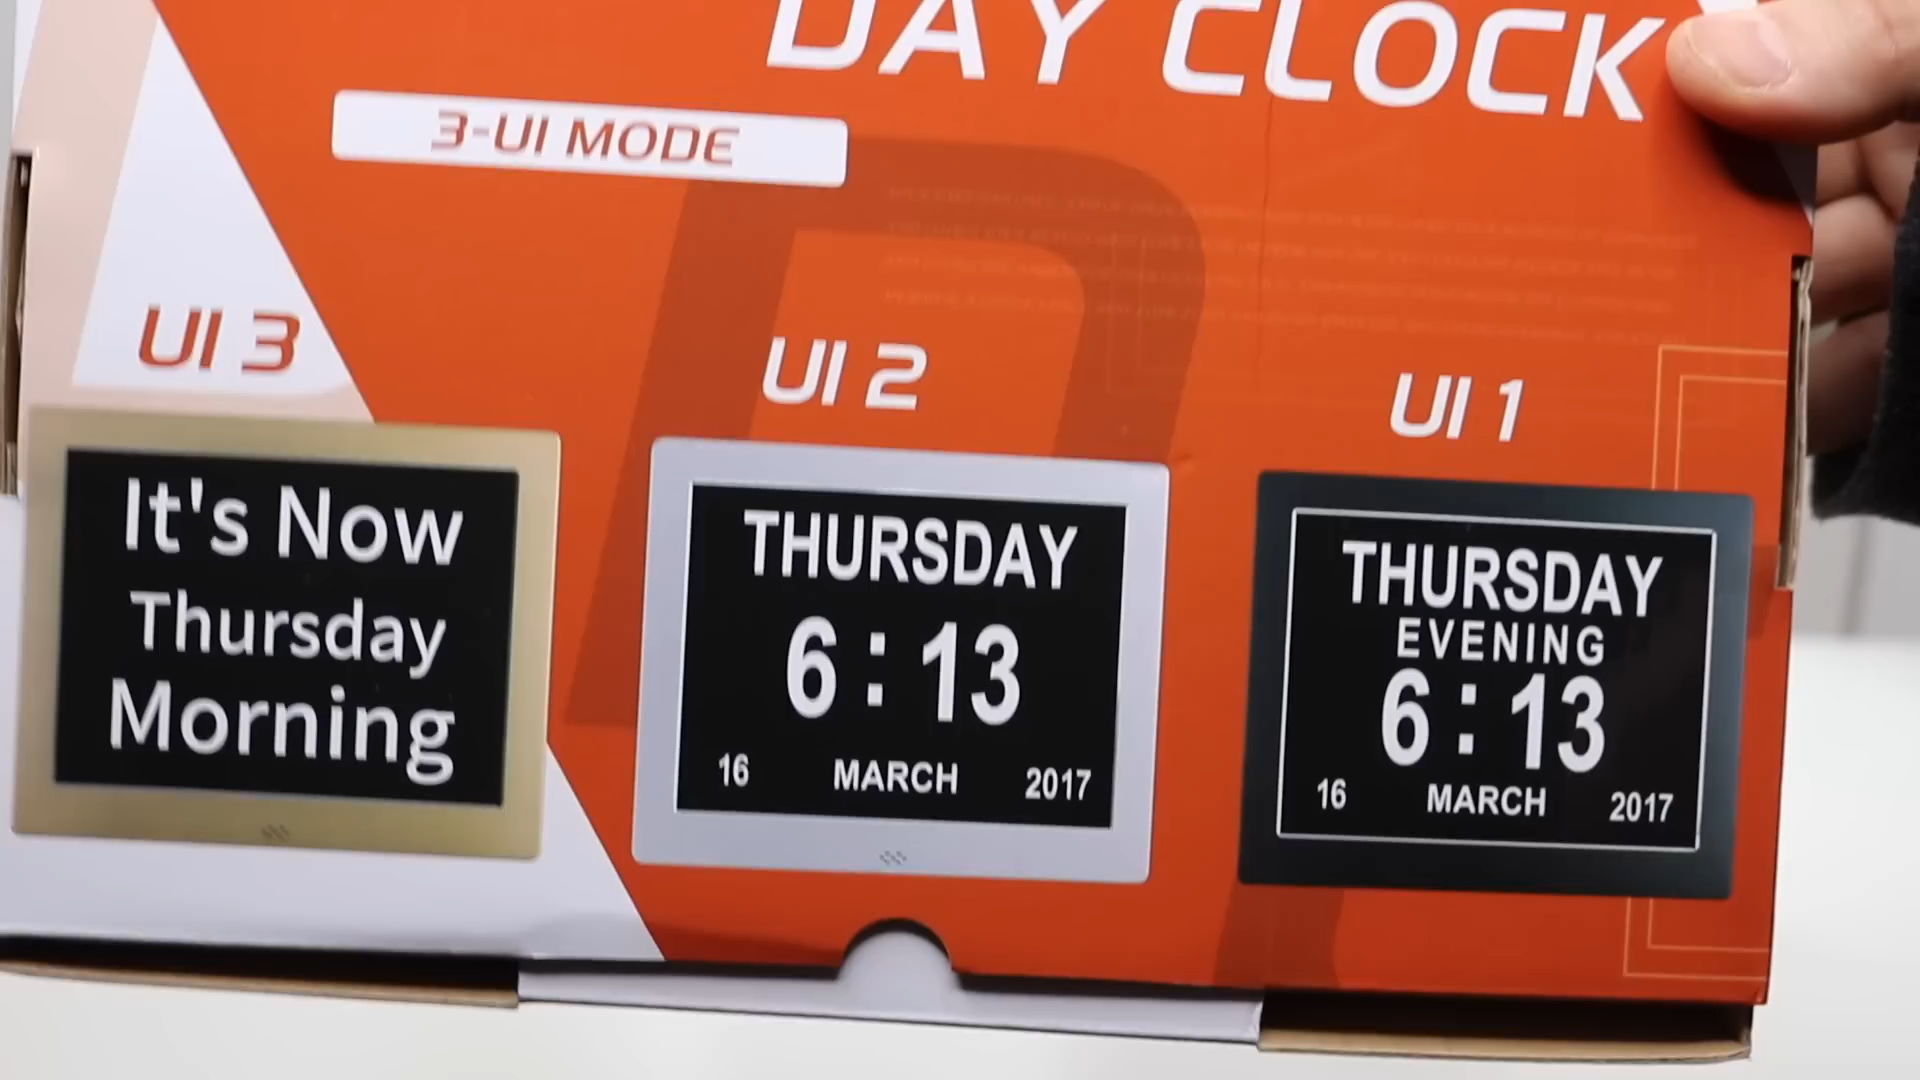 DAY CLOCK
3-UI MODE
UI 3
It's Now
Thursday
Morning
UI 2
THURSDAY
6:13
16 MARCH 2017
UI 1
THURSDAY
EVENING
6:13
16 MARCH 2017